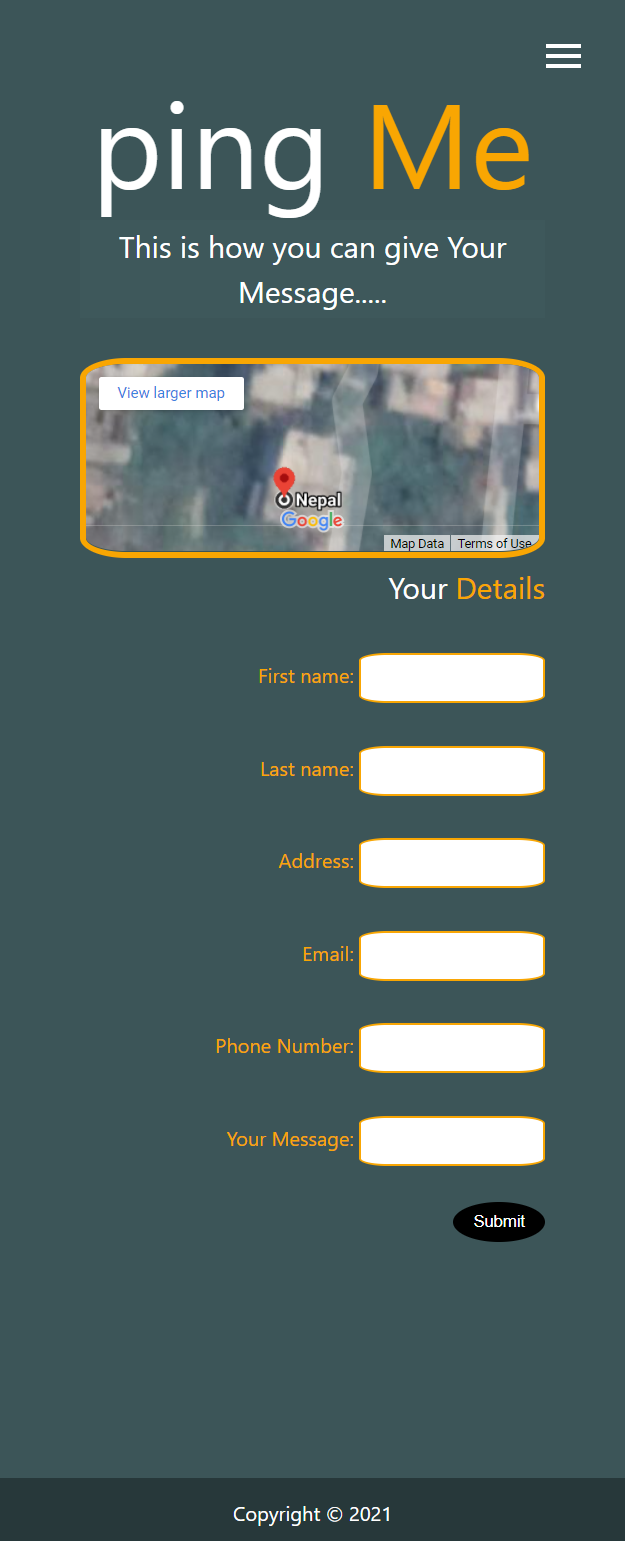 ping Me
This is how you can give Your
Message.....
View larger map
Nepal
Google
Map Data
Terms of Use
Your Details
First name:
Last name:
Address:
Email:
Phone Number:
Your Message:
Submit
Copyright © 2021